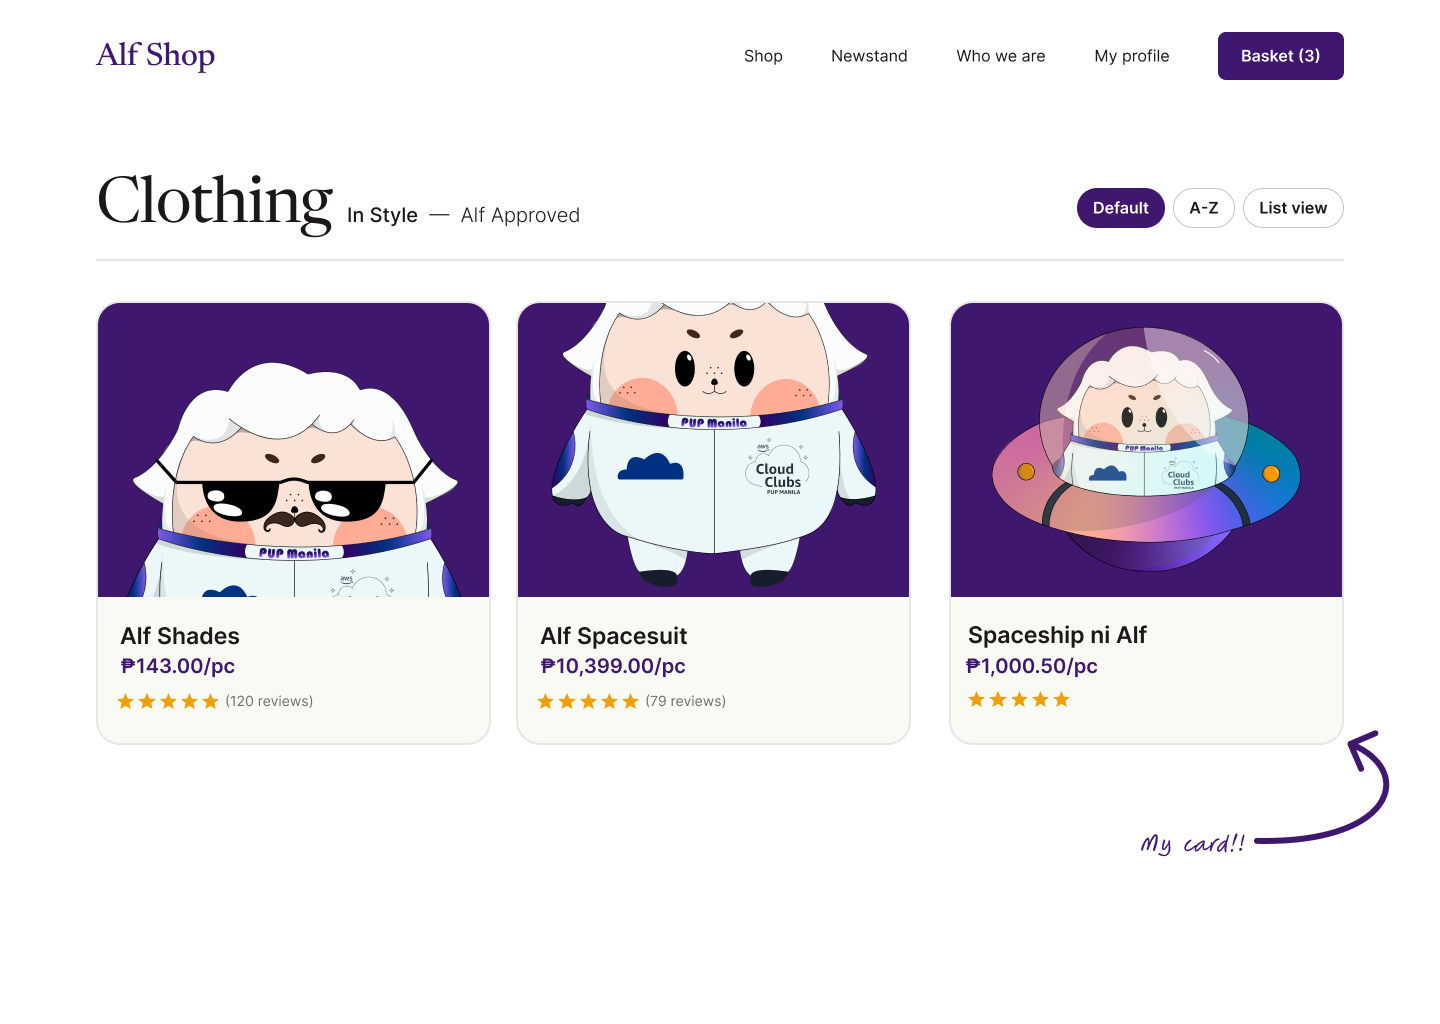 Alf Shop
Shop
Newstand
Who we are
My profile
Basket (3)
Clothing
In Style — Alf Approved
Default
A-Z
List view
PUP Manila
aws
Alf Shades
₱143.00/pc
(120 reviews)
PUP Manila
aws
Cloud
Clubs
PUP MANILA
Alf Spacesuit
₱10,399.00/pc
(79 reviews)
PUP Manila
aws
Cloud
Clubs
PUP MANILA
Spaceship ni Alf
₱1,000.50/pc
My card!!